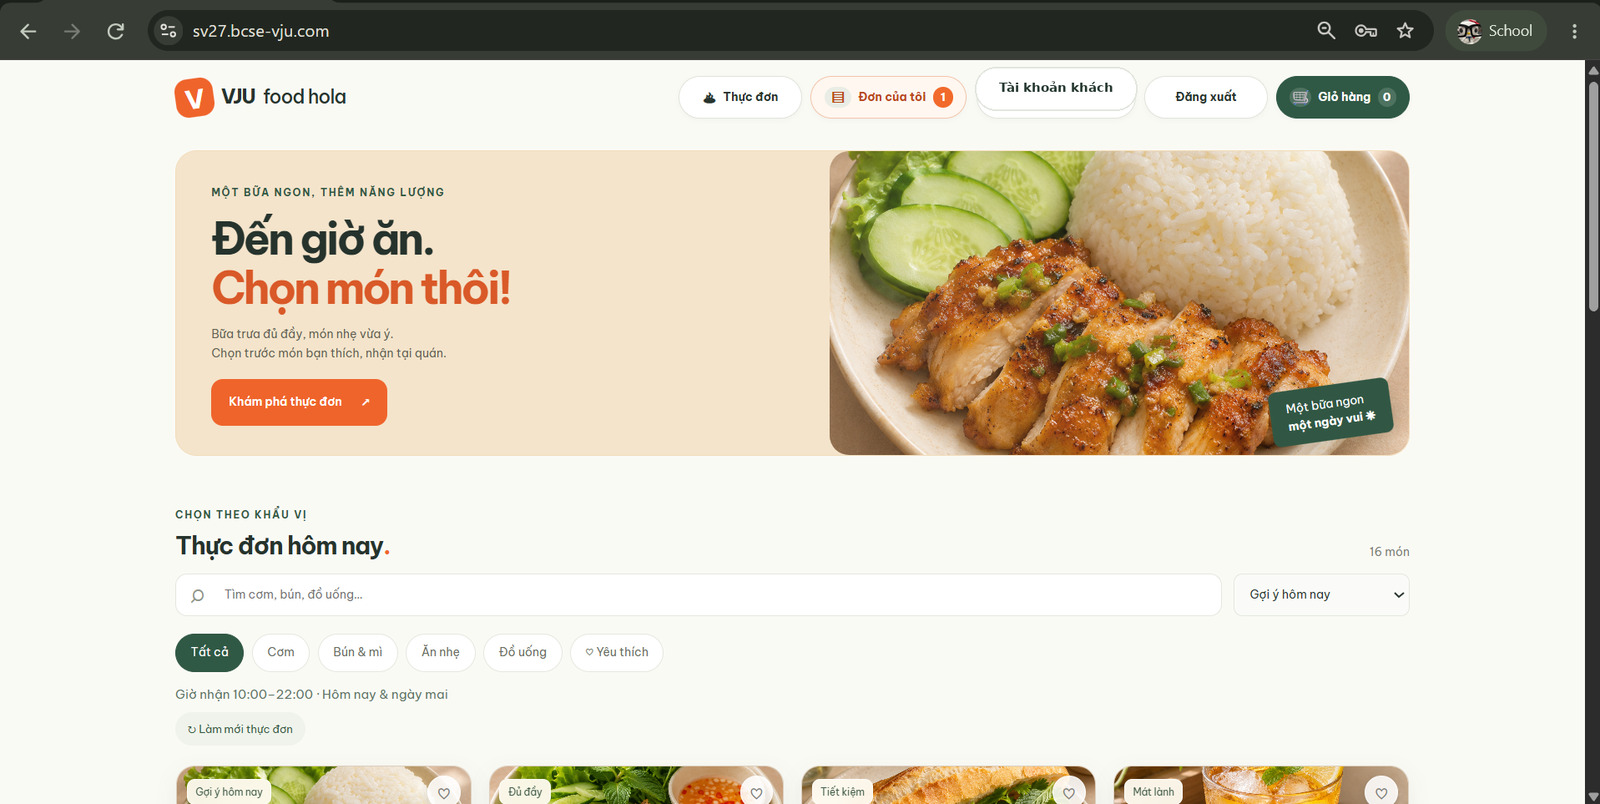 sv27.bcse-vju.com
School
V VJU food hola
Thực đơn
Đơn của tôi 1
Tài khoản khách
Đăng xuất
Giỏ hàng 0
MỘT BỮA NGON, THÊM NĂNG LƯỢNG
Đến giờ ăn.
Chọn món thôi!
Bữa trưa đủ đầy, món nhẹ vừa ý.
Chọn trước món bạn thích, nhận tại quán.
Khám phá thực đơn ↗
Một bữa ngon
một ngày vui ❋
CHỌN THEO KHẨU VỊ
Thực đơn hôm nay.
16 món
Tìm cơm, bún, đồ uống...
Gợi ý hôm nay
Tất cả
Cơm
Bún & mì
Ăn nhẹ
Đồ uống
♡ Yêu thích
Giờ nhận 10:00–22:00 · Hôm nay & ngày mai
↻ Làm mới thực đơn
Gợi ý hôm nay
Đủ đầy
Tiết kiệm
Mát lành